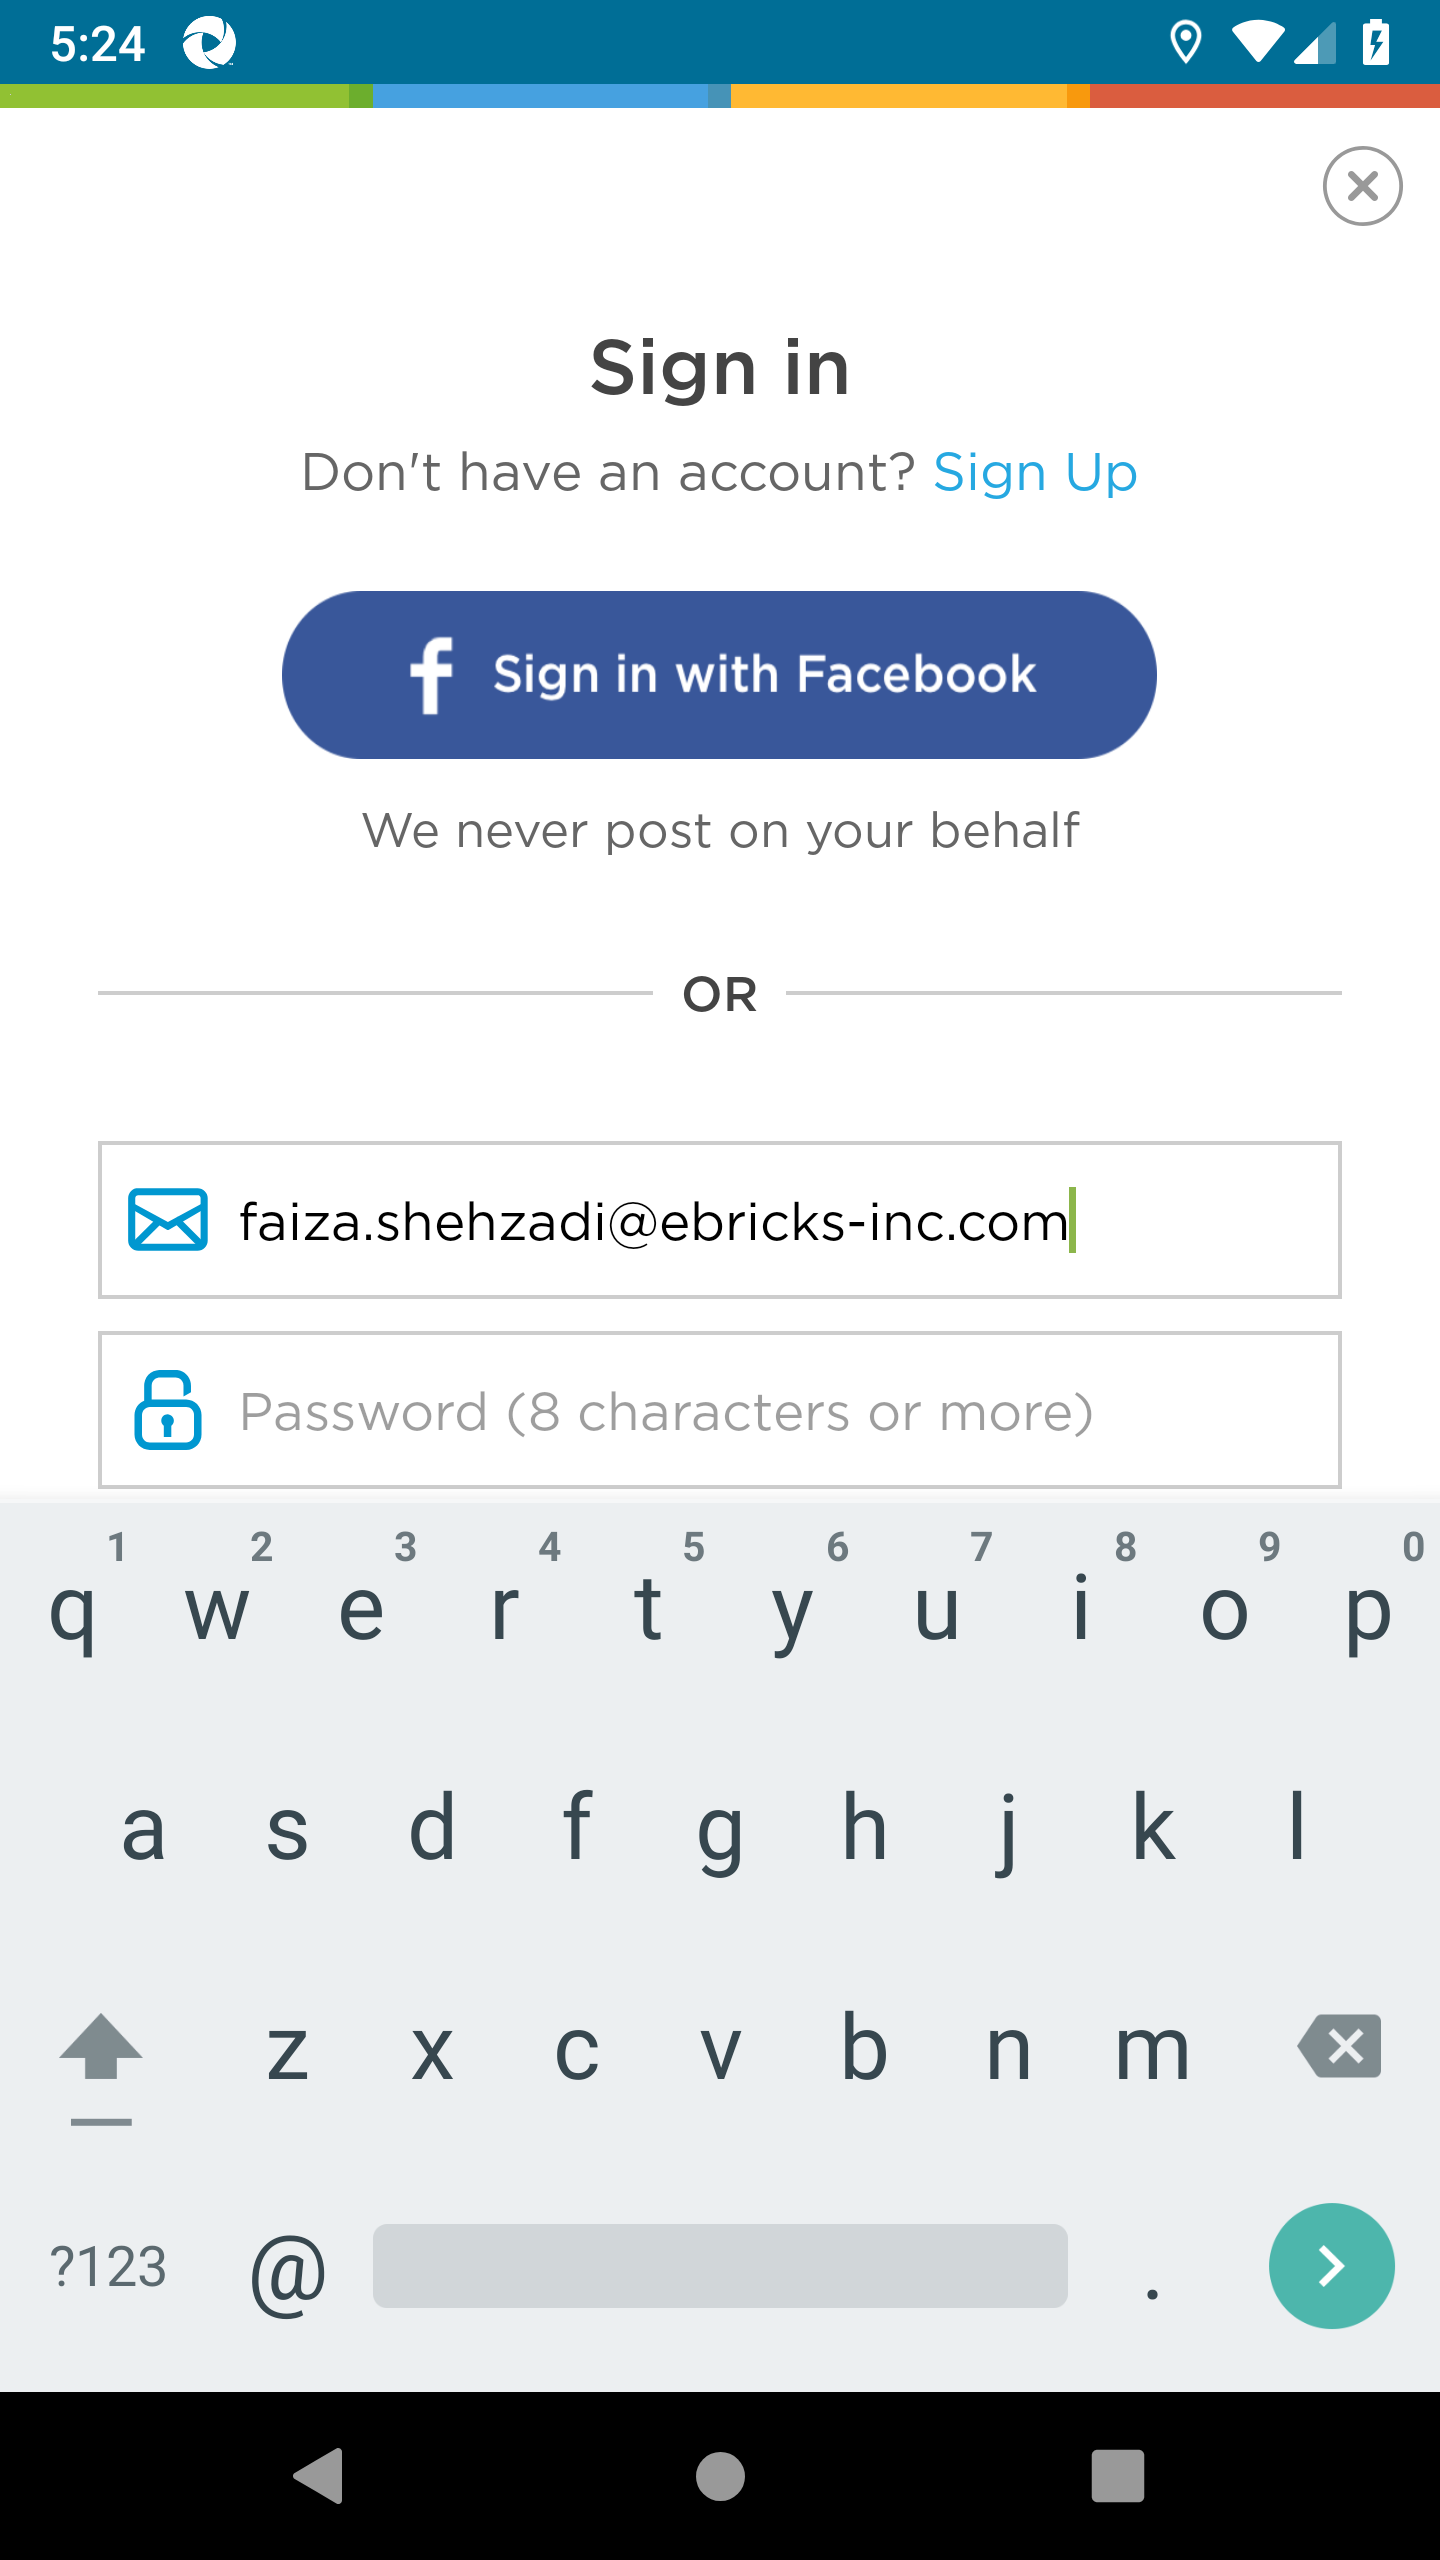 5:24
Sign in
Don't have an account? Sign Up
f Sign in with Facebook
We never post on your behalf
OR
faiza.shehzadi@ebricks-inc.com
Password (8 characters or more)
1 2 3 4 5 6 7 8 9 0
q w e r t y u i o p
a s d f g h j k l
z x c v b n m
?123 @ .